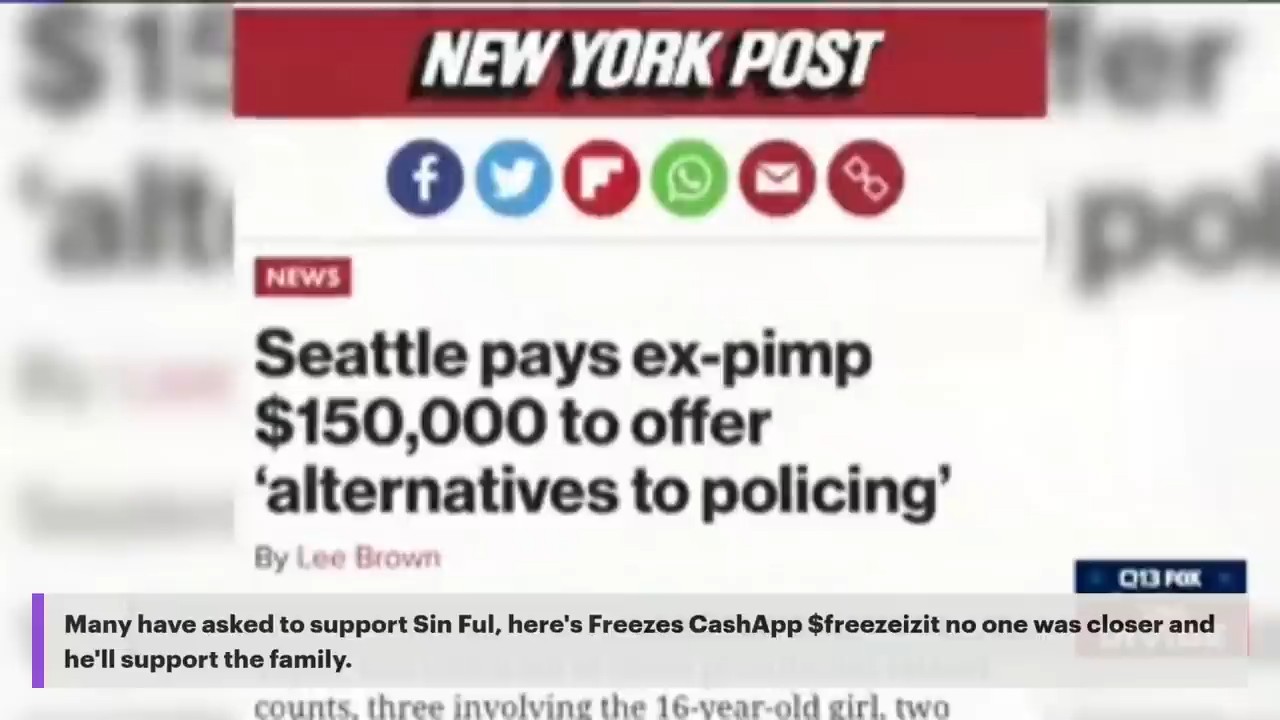 NEW YORK POST
NEWS
Seattle pays ex-pimp
$150,000 to offer
‘alternatives to policing’
By Lee Brown
Q13 FOX
Many have asked to support Sin Ful, here's Freezes CashApp $freezeizit no one was closer and
he'll support the family.
counts, three involving the 16-year-old girl, two